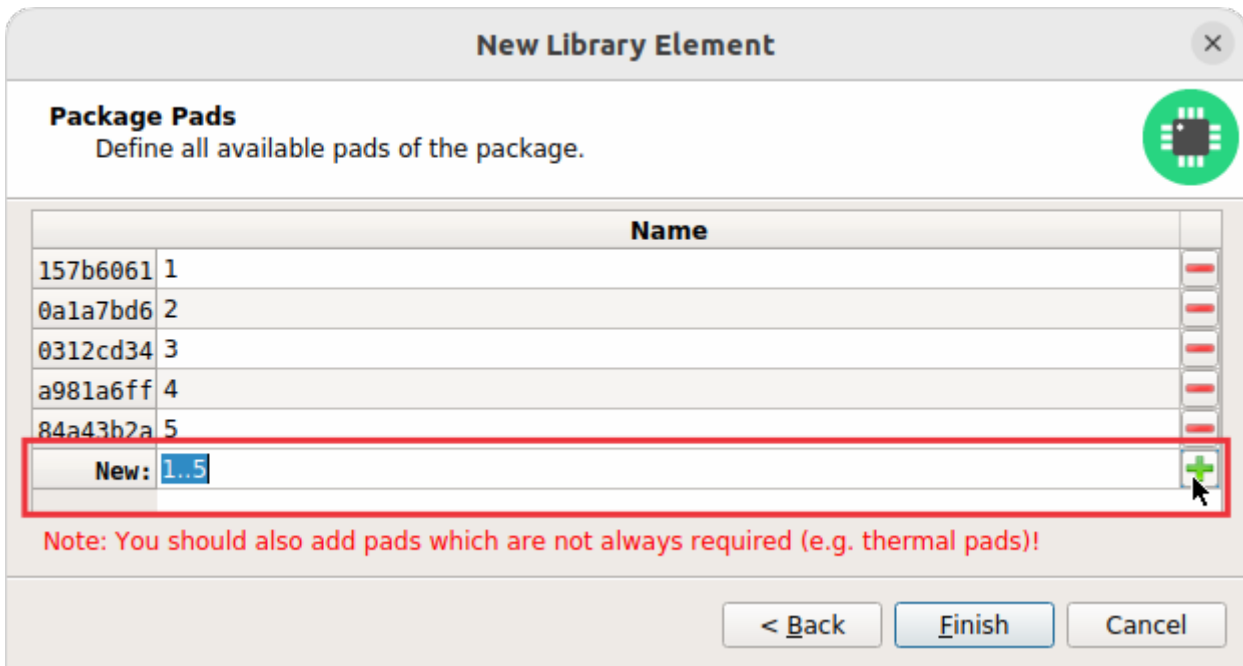 New Library Element
Package Pads
Define all available pads of the package.
Name
157b6061 1
0a1a7bd6 2
0312cd34 3
a981a6ff 4
84a43b2a 5
New: 1..5
Note: You should also add pads which are not always required (e.g. thermal pads)!
< Back Finish Cancel